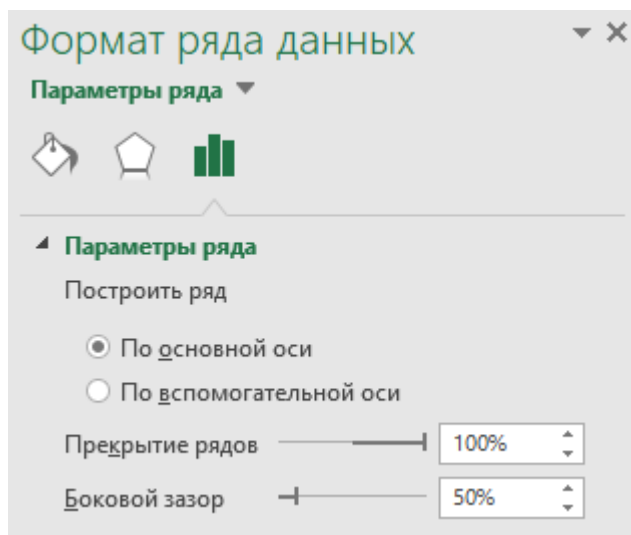 Формат ряда данных
Параметры ряда
Параметры ряда
Построить ряд
По основной оси
По вспомогательной оси
Прекрытие рядов 100%
Боковой зазор 50%